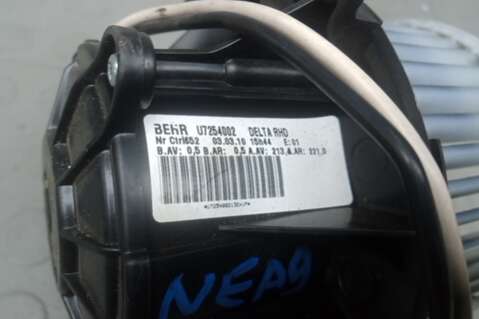 BEHR U7254002 DELTA RHD
Nr Ctrl652 03.03.10 15h44 E:01
B.AV: 0,5 B.AR: 0,5 A.AV: 213,& A.AR: 221,0
NEA9